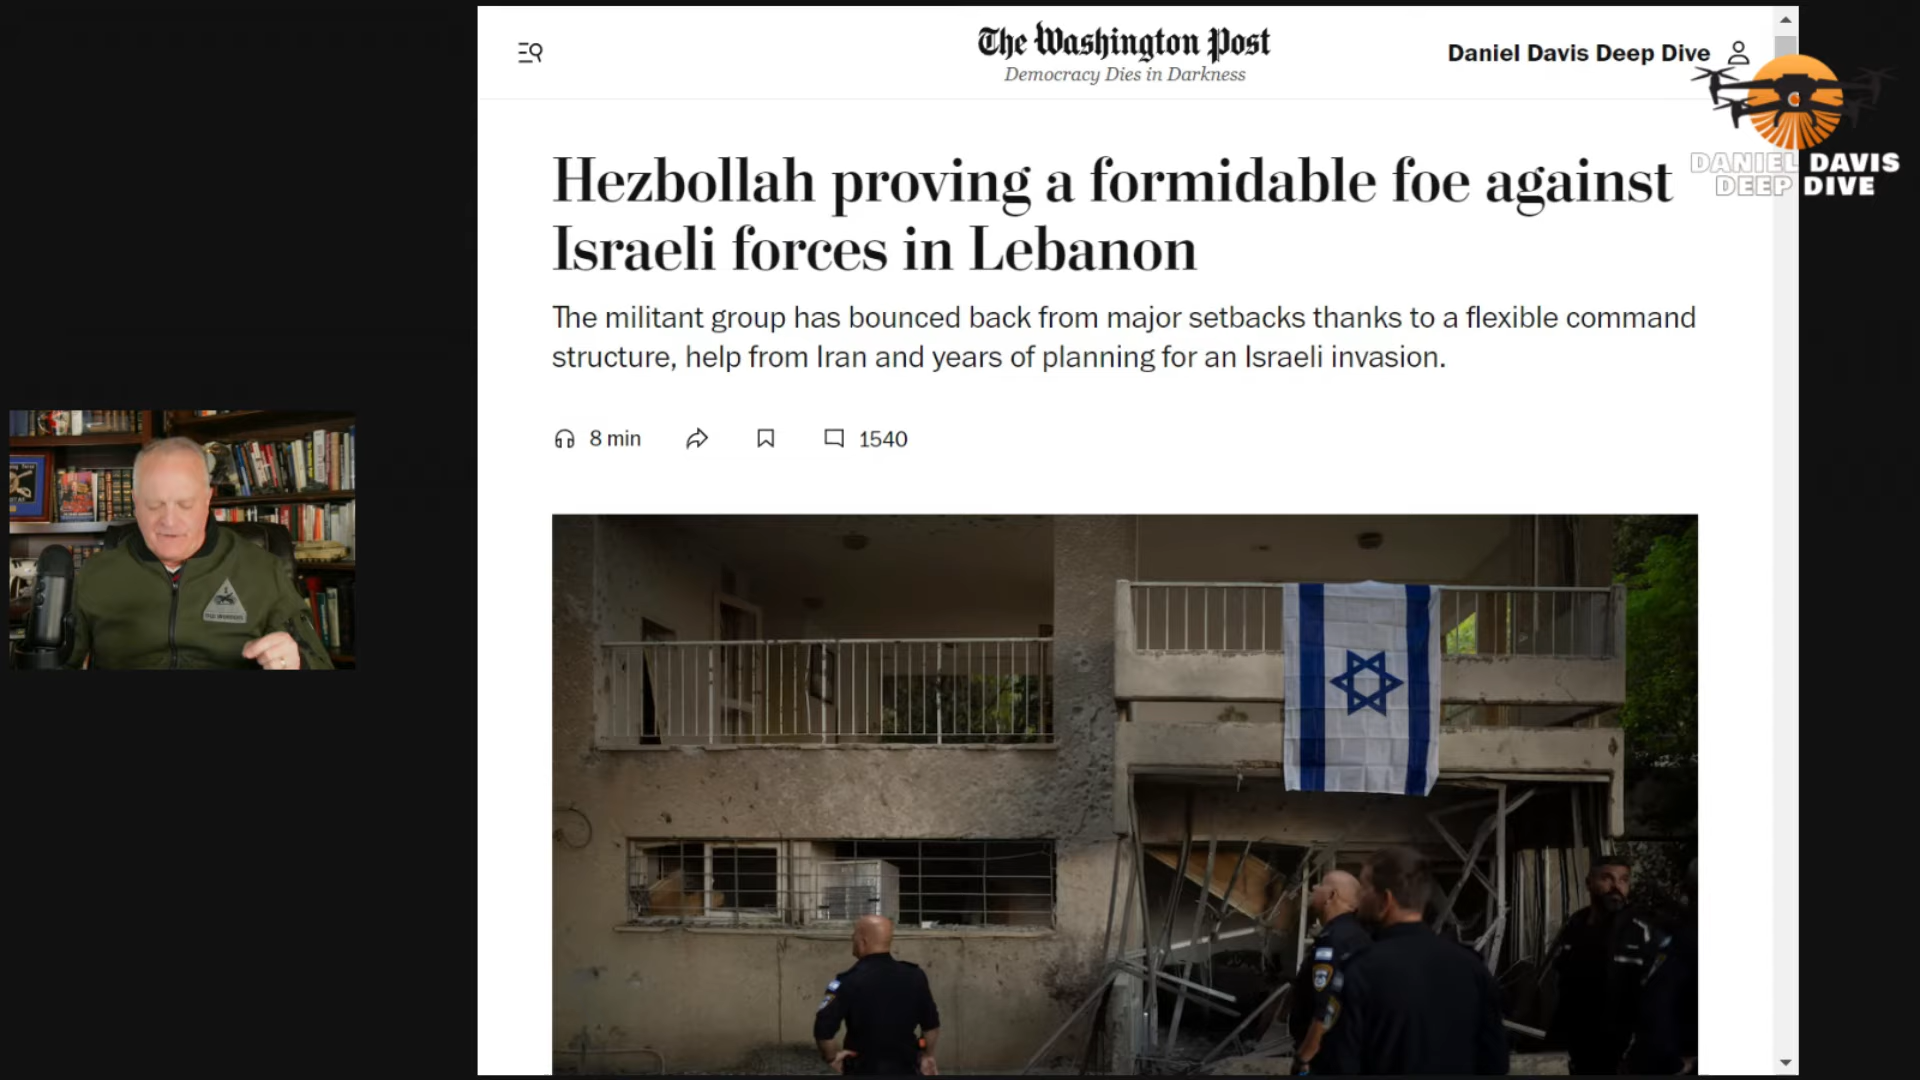 The Washington Post
Democracy Dies in Darkness
Daniel Davis Deep Dive
DANIEL DAVIS
DEEP DIVE
Hezbollah proving a formidable foe against
Israeli forces in Lebanon
The militant group has bounced back from major setbacks thanks to a flexible command
structure, help from Iran and years of planning for an Israeli invasion.
8 min
1540